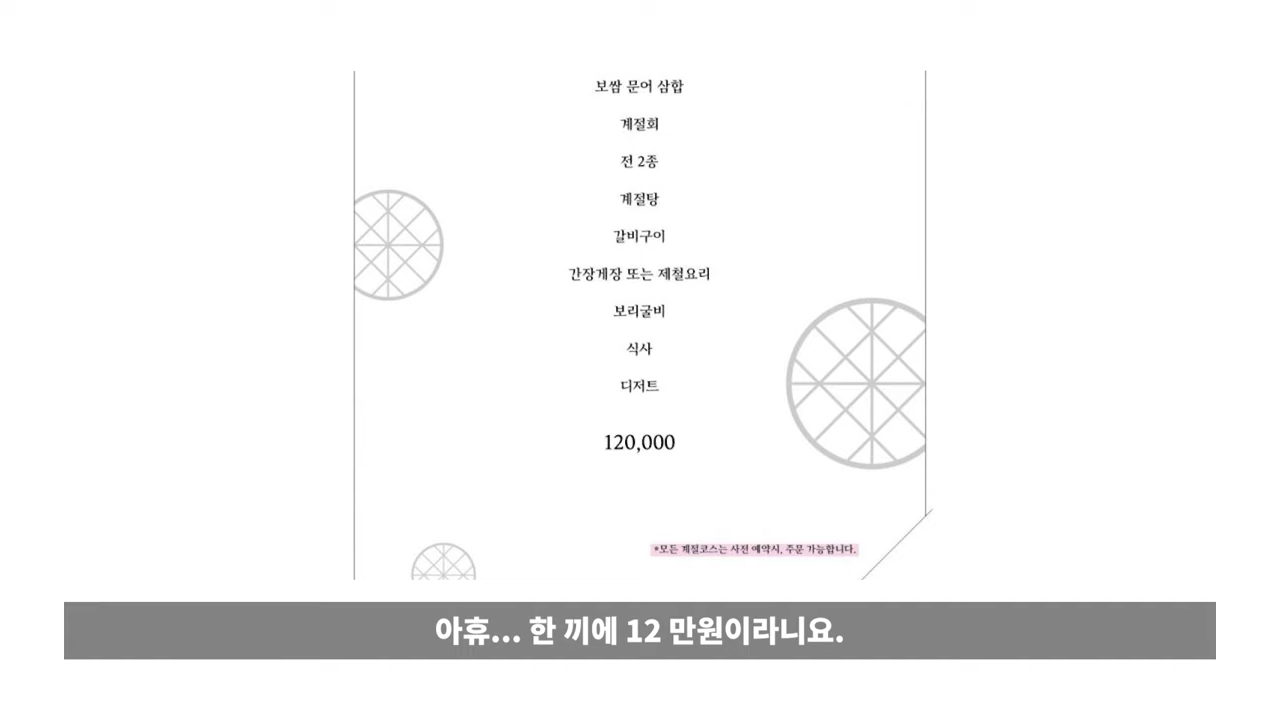 보쌈 문어 삼합
계절회
전 2종
계절탕
갈비구이
간장게장 또는 제철요리
보리굴비
식사
디저트
120,000
*모든 계절코스는 사전 예약시, 주문 가능합니다.
아휴... 한 끼에 12 만원이라니요.